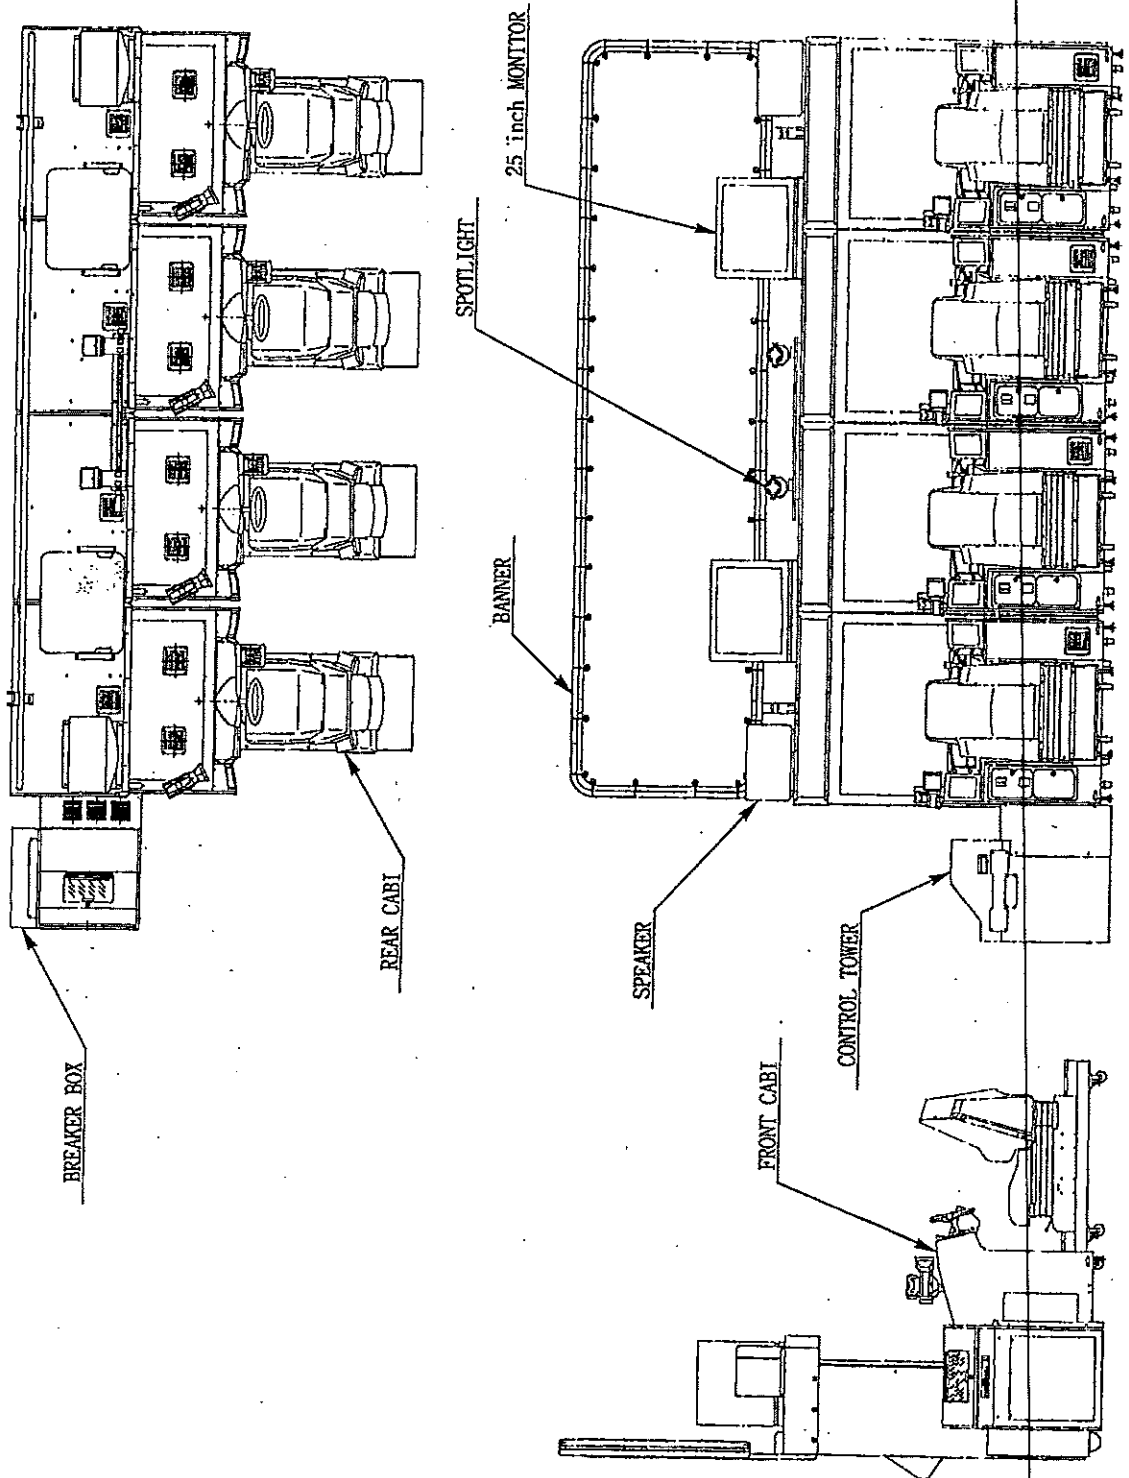 BREAKER BOX
REAR CABI
25 inch MONITOR
SPOTLIGHT
BANNER
SPEAKER
CONTROL TOWER
FRONT CABI